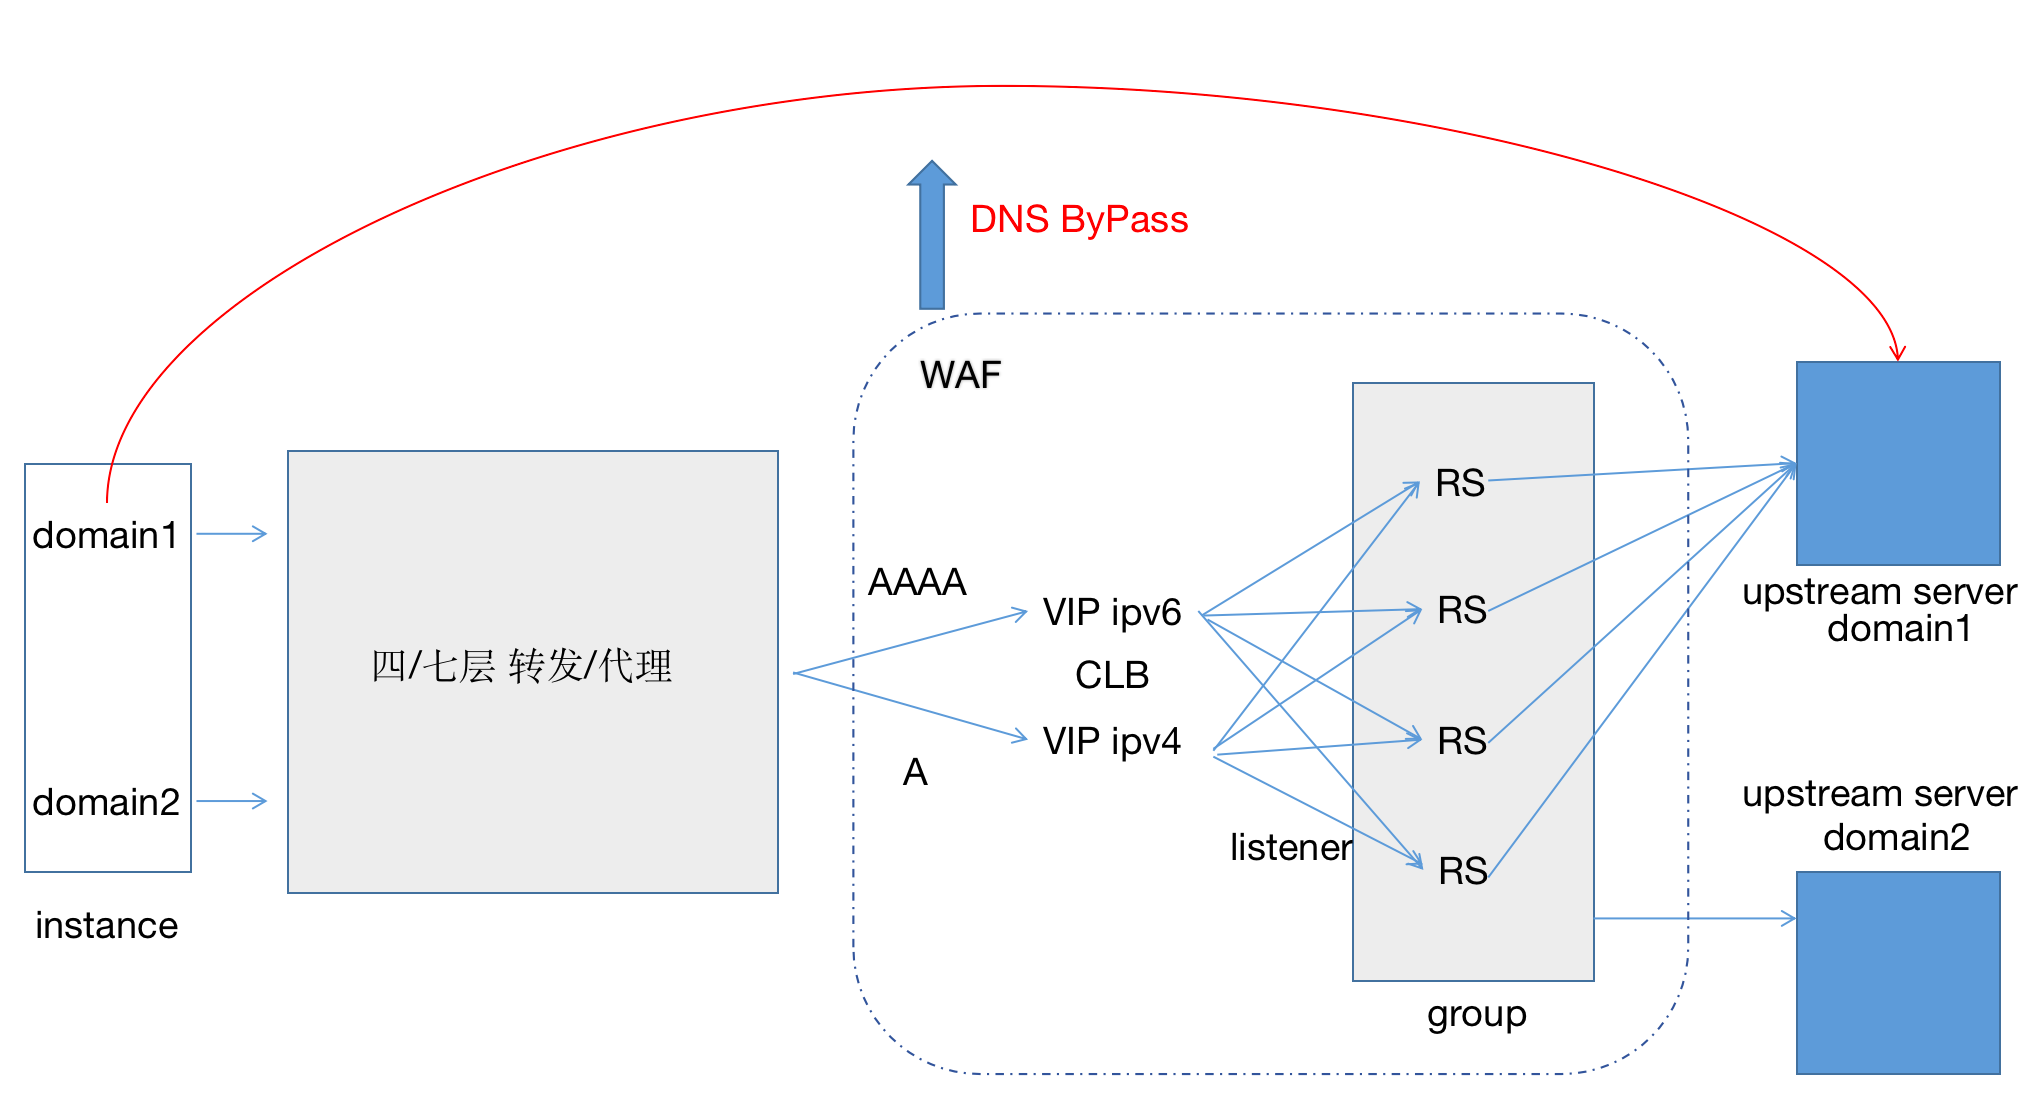 DNS ByPass
WAF
domain1
domain2
instance
四/七层 转发/代理
AAAA
A
VIP ipv6
CLB
VIP ipv4
listener
RS
RS
RS
RS
group
upstream server
domain1
upstream server
domain2